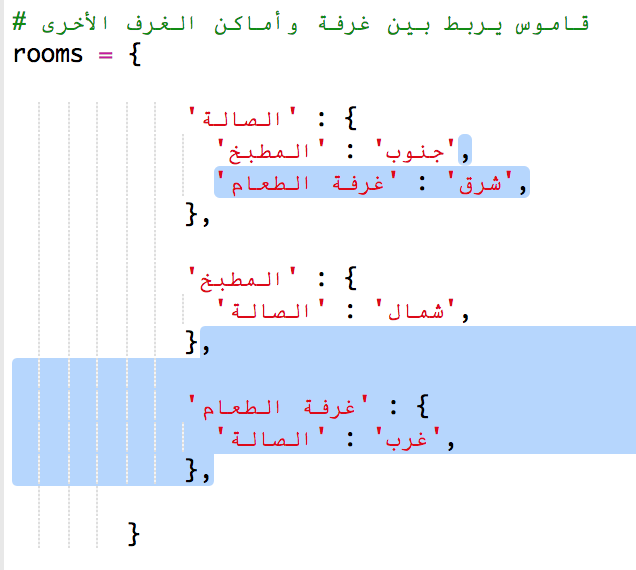 # قاموس يربط بين غرفة وأماكن الغرف الأخرى
rooms = {
'الصالة' : {
'جنوب' : 'المطبخ',
'شرق' : 'غرفة الطعام',
},
'المطبخ' : {
'شمال' : 'الصالة',
},
'غرفة الطعام' : {
'غرب' : 'الصالة',
},
}